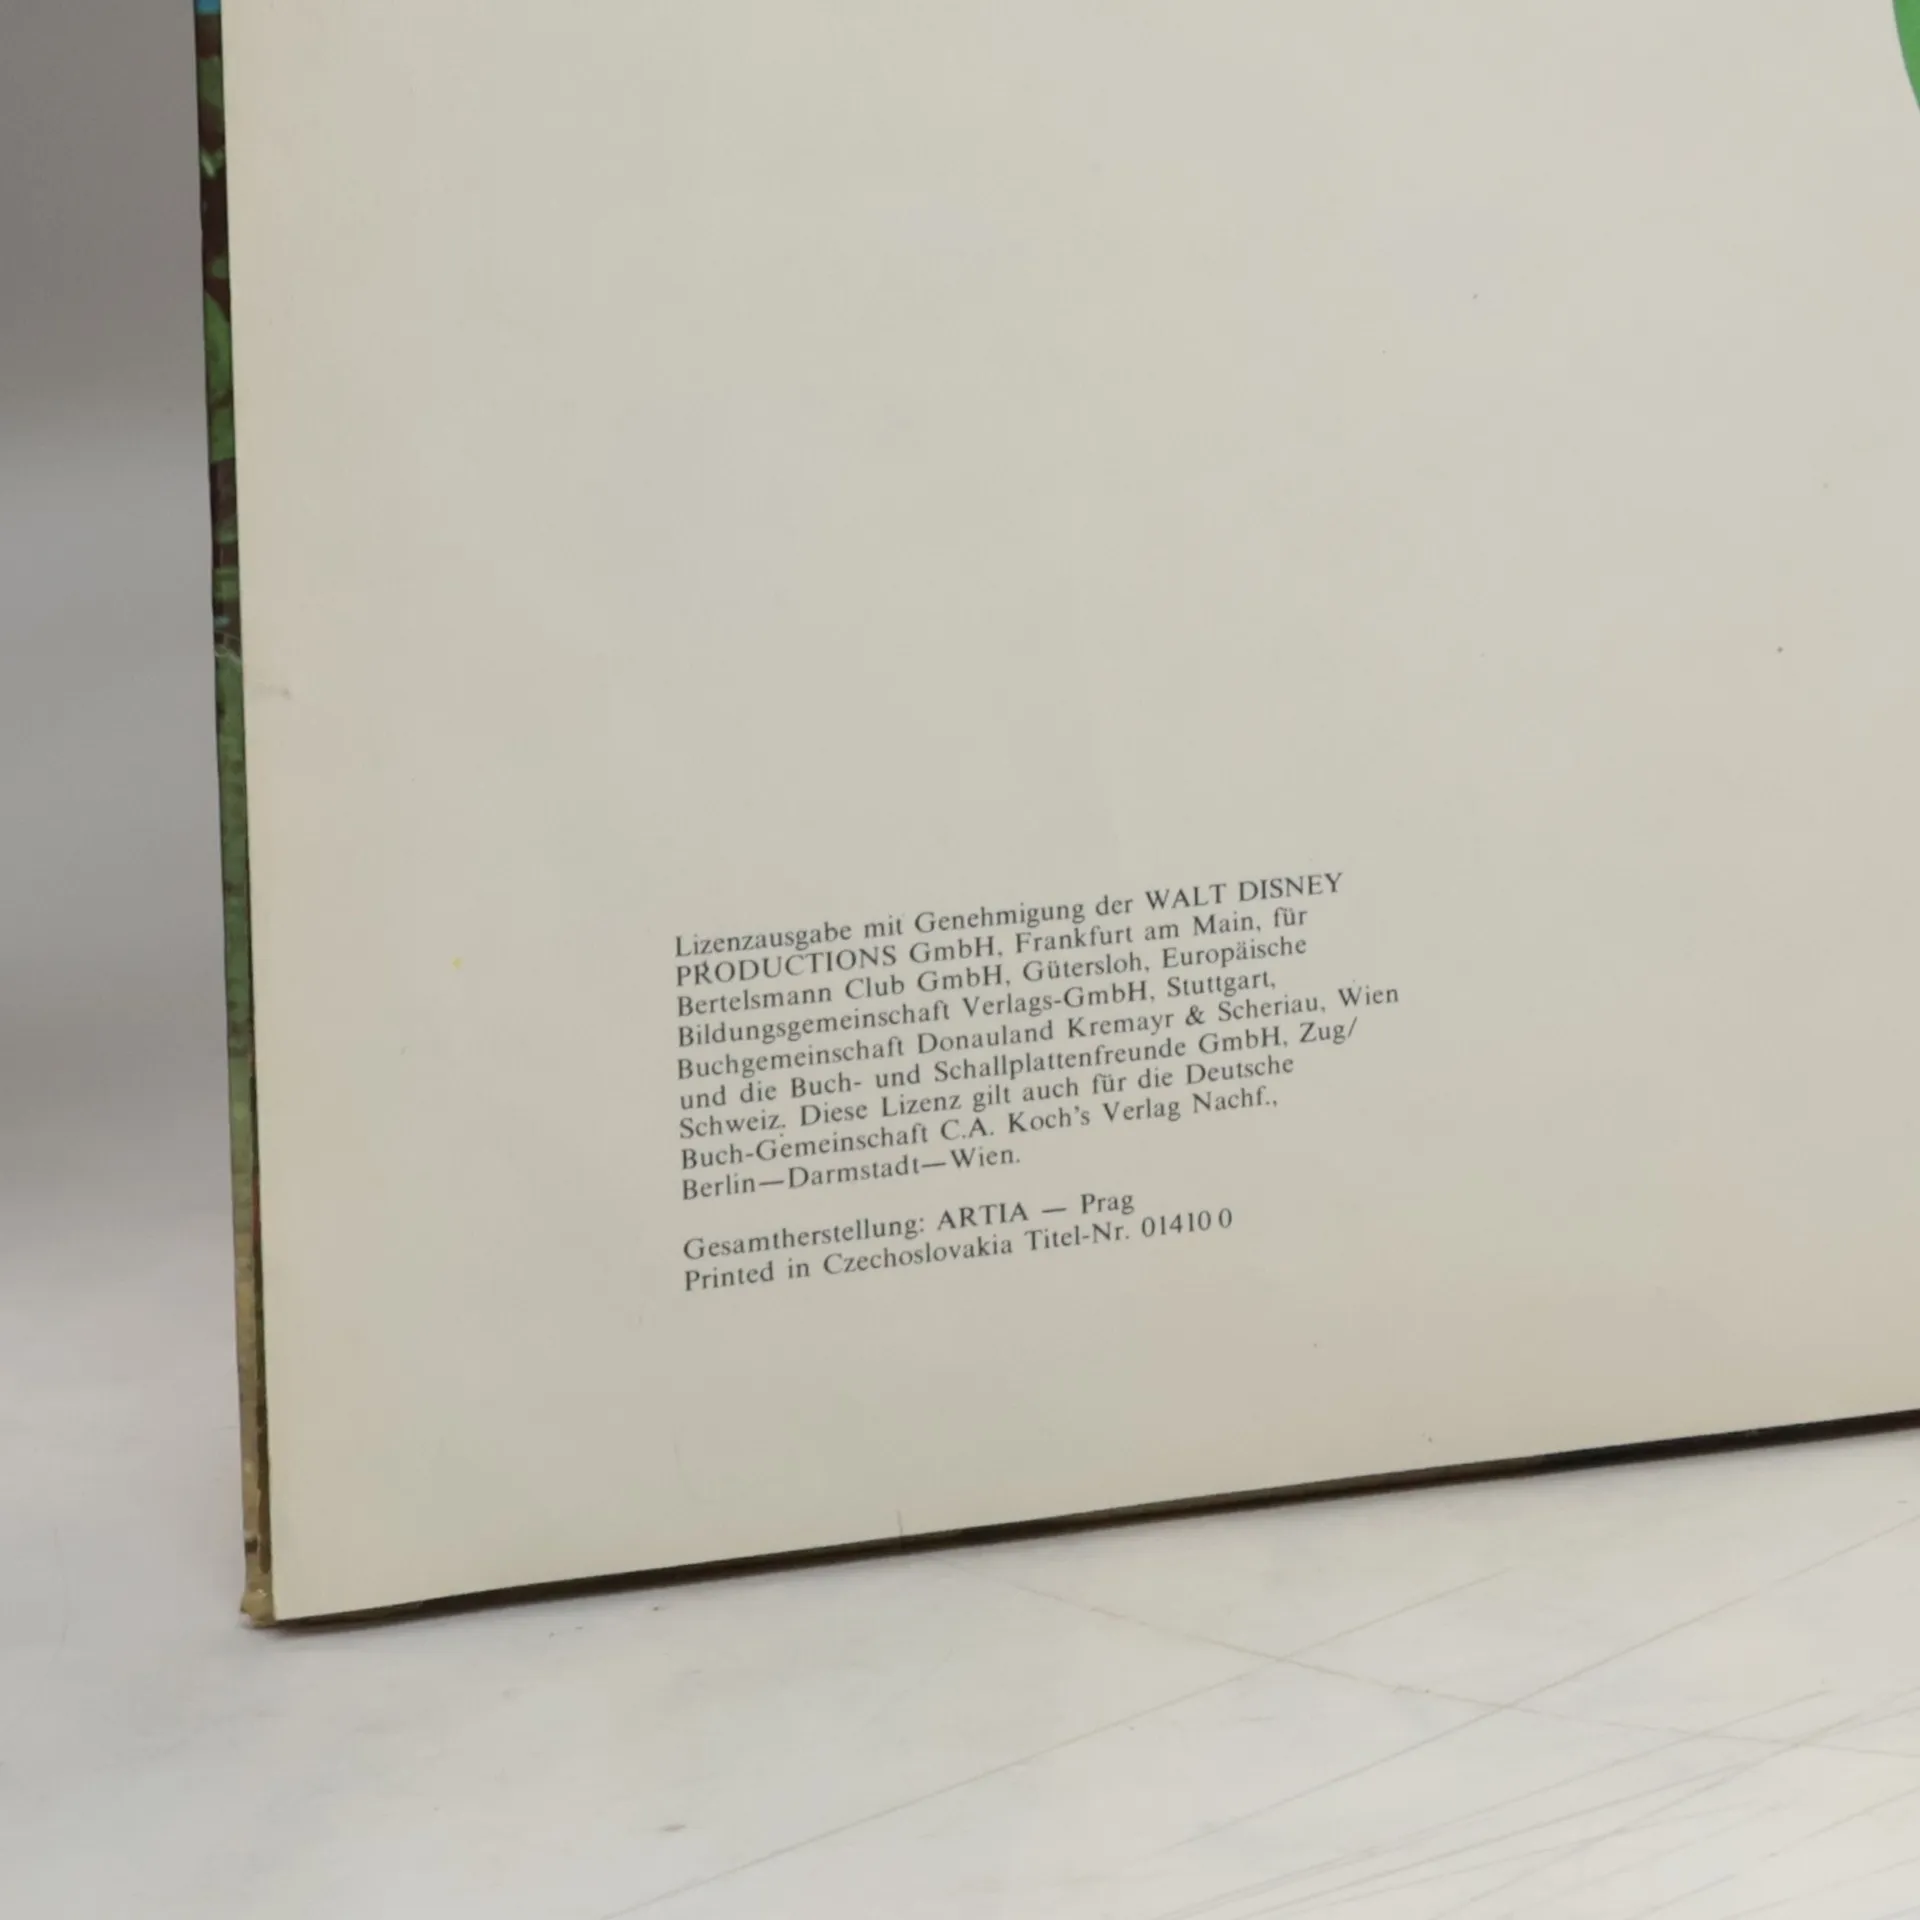 Lizenzausgabe mit Genehmigung der WALT DISNEY
PRODUCTIONS GmbH, Frankfurt am Main, für
Bertelsmann Club GmbH, Gütersloh, Europäische
Bildungsgemeinschaft Verlags-GmbH, Stuttgart,
Buchgemeinschaft Donauland Kremayr & Scheriau, Wien
und die Buch- und Schallplattenfreunde GmbH, Zug/
Schweiz. Diese Lizenz gilt auch für die Deutsche
Buch-Gemeinschaft C.A. Koch's Verlag Nachf.,
Berlin—Darmstadt—Wien.
Gesamtherstellung: ARTIA — Prag
Printed in Czechoslovakia Titel-Nr. 01410 0